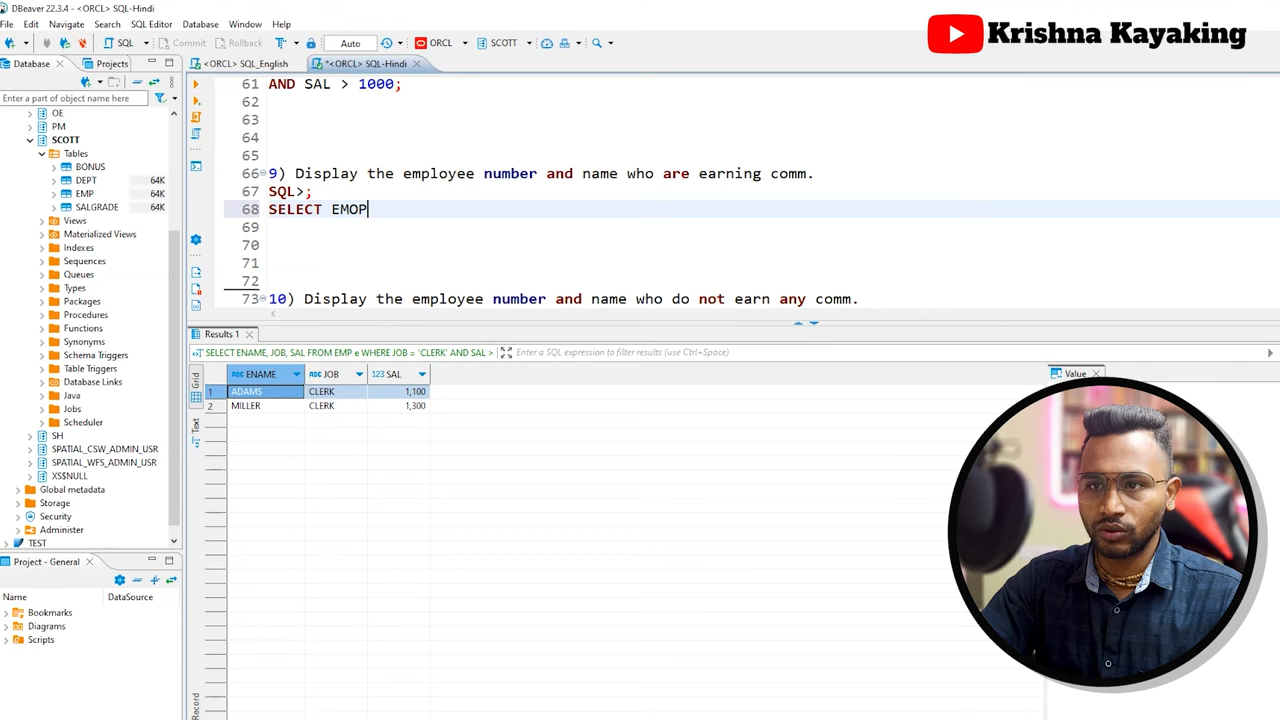 DBeaver 22.3.4 - <ORCL> SQL-Hindi
File Edit Navigate Search SQL Editor Database Window Help
SQL Commit Rollback Auto ORCL SCOTT
Krishna Kayaking
Database Projects
<ORCL> SQL_English *<ORCL> SQL-Hindi
Enter a part of object name here
OE
PM
SCOTT
Tables
BONUS
DEPT 64K
EMP 64K
SALGRADE 64K
Views
Materialized Views
Indexes
Sequences
Queues
Types
Packages
Procedures
Functions
Synonyms
Schema Triggers
Table Triggers
Database Links
Java
Jobs
Scheduler
SH
SPATIAL_CSW_ADMIN_USR
SPATIAL_WFS_ADMIN_USR
XS$NULL
Global metadata
Storage
Security
Administer
TEST
Project - General
Name DataSource
Bookmarks
Diagrams
Scripts
61 AND SAL > 1000;
62
63
64
65
66 9) Display the employee number and name who are earning comm.
67 SQL>;
68 SELECT EMOP
69
70
71
72
73 10) Display the employee number and name who do not earn any comm.
Results 1
SELECT ENAME, JOB, SAL FROM EMP e WHERE JOB = 'CLERK' AND SAL > Enter a SQL expression to filter results (use Ctrl+Space)
Grid
Text
Record
ABC ENAME ABC JOB 123 SAL
1 ADAMS CLERK 1,100
2 MILLER CLERK 1,300
Value